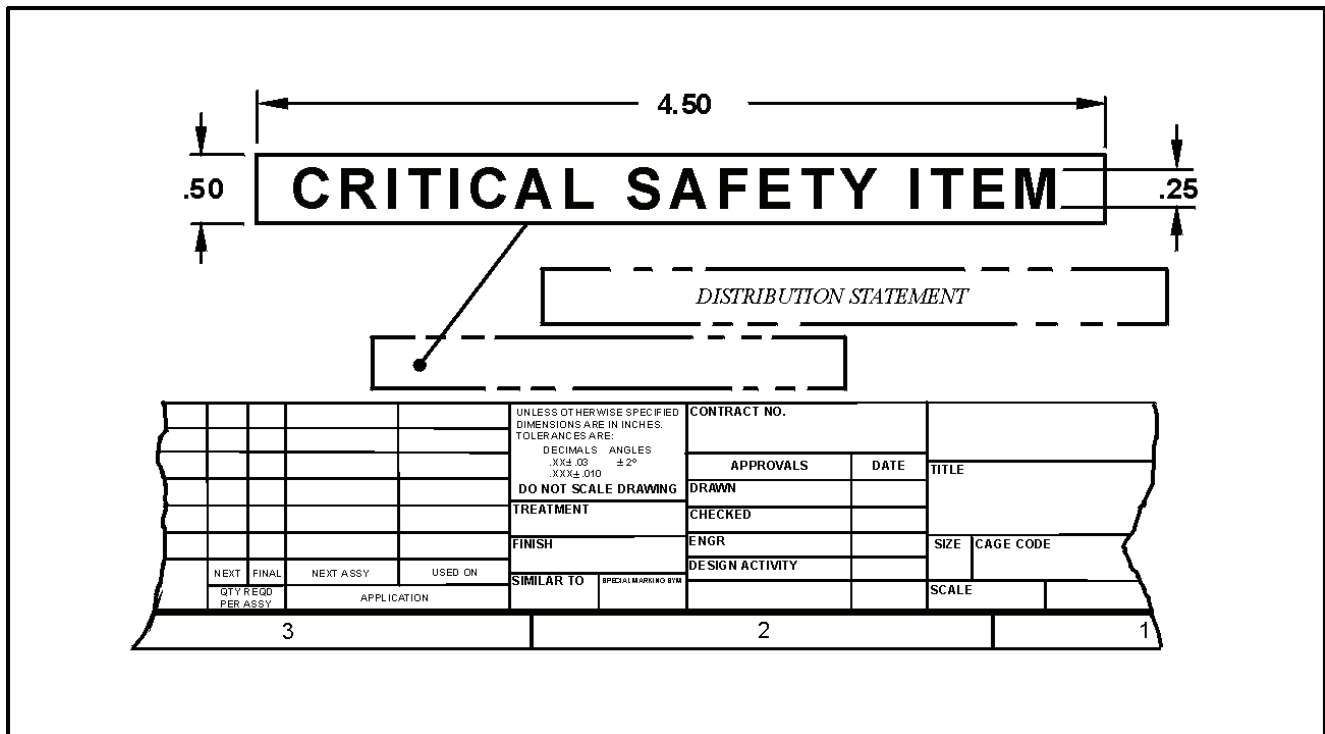 4.50
.50
CRITICAL SAFETY ITEM
.25
DISTRIBUTION STATEMENT
UNLESS OTHERWISE SPECIFIED
DIMENSIONS ARE IN INCHES.
TOLERANCES ARE:
DECIMALS ANGLES
.XX± .03 ± 2°
.XXX± .010
DO NOT SCALE DRAWING
TREATMENT
FINISH
SIMILAR TO
SPECIAL MARKING SYM
CONTRACT NO.
APPROVALS
DATE
DRAWN
CHECKED
ENGR
DESIGN ACTIVITY
TITLE
SIZE
CAGE CODE
SCALE
NEXT
FINAL
NEXT ASSY
USED ON
QTY REQD
PER ASSY
APPLICATION
3
2
1